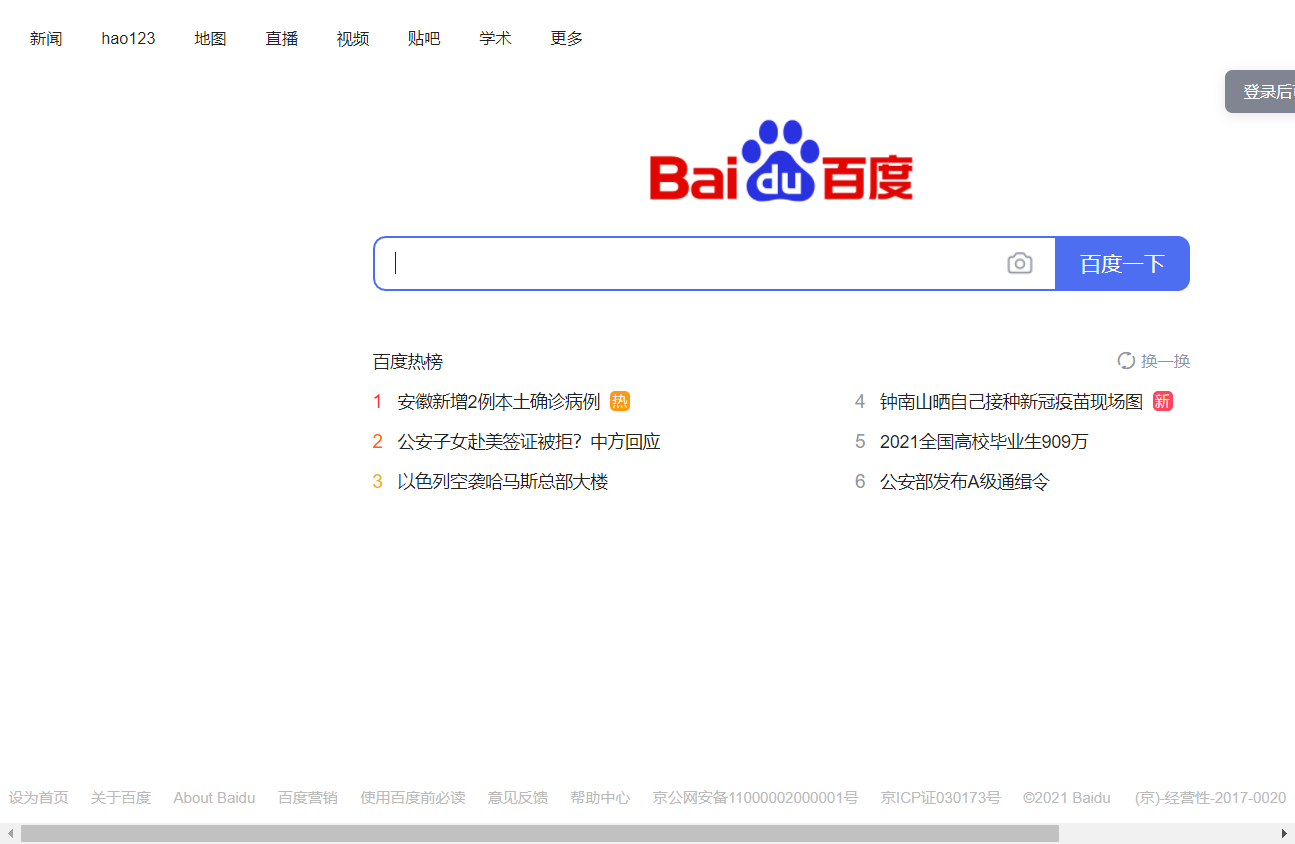 新闻 hao123 地图 直播 视频 贴吧 学术 更多
登录后
Bai du 百度
百度一下
百度热榜 换一换
1 安徽新增2例本土确诊病例 热
4 钟南山晒自己接种新冠疫苗现场图 新
2 公安子女赴美签证被拒？中方回应
5 2021全国高校毕业生909万
3 以色列空袭哈马斯总部大楼
6 公安部发布A级通缉令
设为首页 关于百度 About Baidu 百度营销 使用百度前必读 意见反馈 帮助中心 京公网安备11000002000001号 京ICP证030173号 ©2021 Baidu (京)-经营性-2017-0020